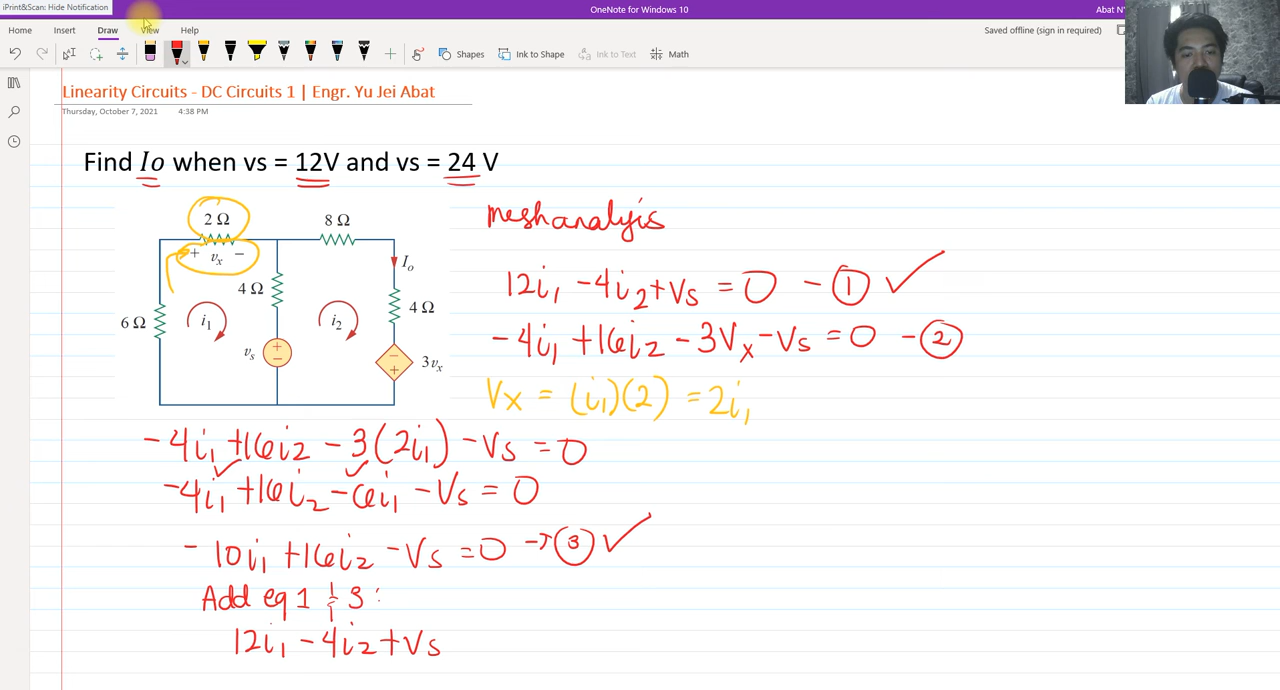 iPrint&Scan: Hide Notification
OneNote for Windows 10
Abat N
Home Insert Draw View Help
Saved offline (sign in required)
Shapes Ink to Shape Ink to Text Math
Linearity Circuits - DC Circuits 1 | Engr. Yu Jei Abat
Thursday, October 7, 2021 4:38 PM
Find Io when vs = 12V and vs = 24 V
2 Ω
8 Ω
+ vx −
Io
4 Ω
4 Ω
6 Ω
i1
i2
vs
+
−
−
+
3vx
mesh analyis
12i1 - 4i2 + Vs = 0 - 1 ✓
-4i1 + 16i2 - 3Vx - Vs = 0 - 2
Vx = (i1)(2) = 2i1
-4i1 + 16i2 - 3(2i1) - Vs = 0
-4i1 + 16i2 - 6i1 - Vs = 0
-10i1 + 16i2 - Vs = 0 → 3 ✓
Add eq 1 & 3:
12i1 - 4i2 + Vs